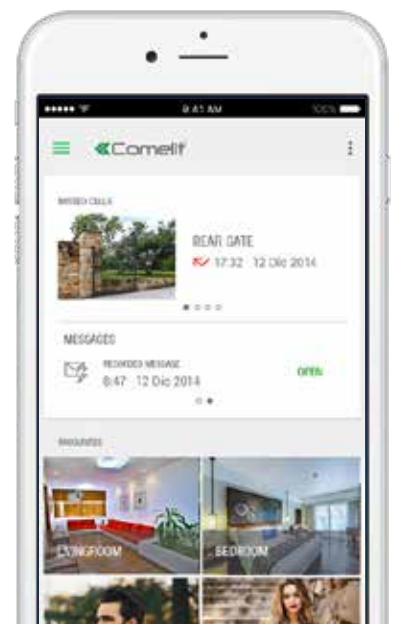 9:41 AM 100%
Comelit
MISSED CALLS
REAR GATE
17:32 12 Dic 2014
MESSAGES
RECORDED MESSAGE
8:47 12 Dic 2014
OPEN
FAVOURITES
LIVINGROOM BEDROOM